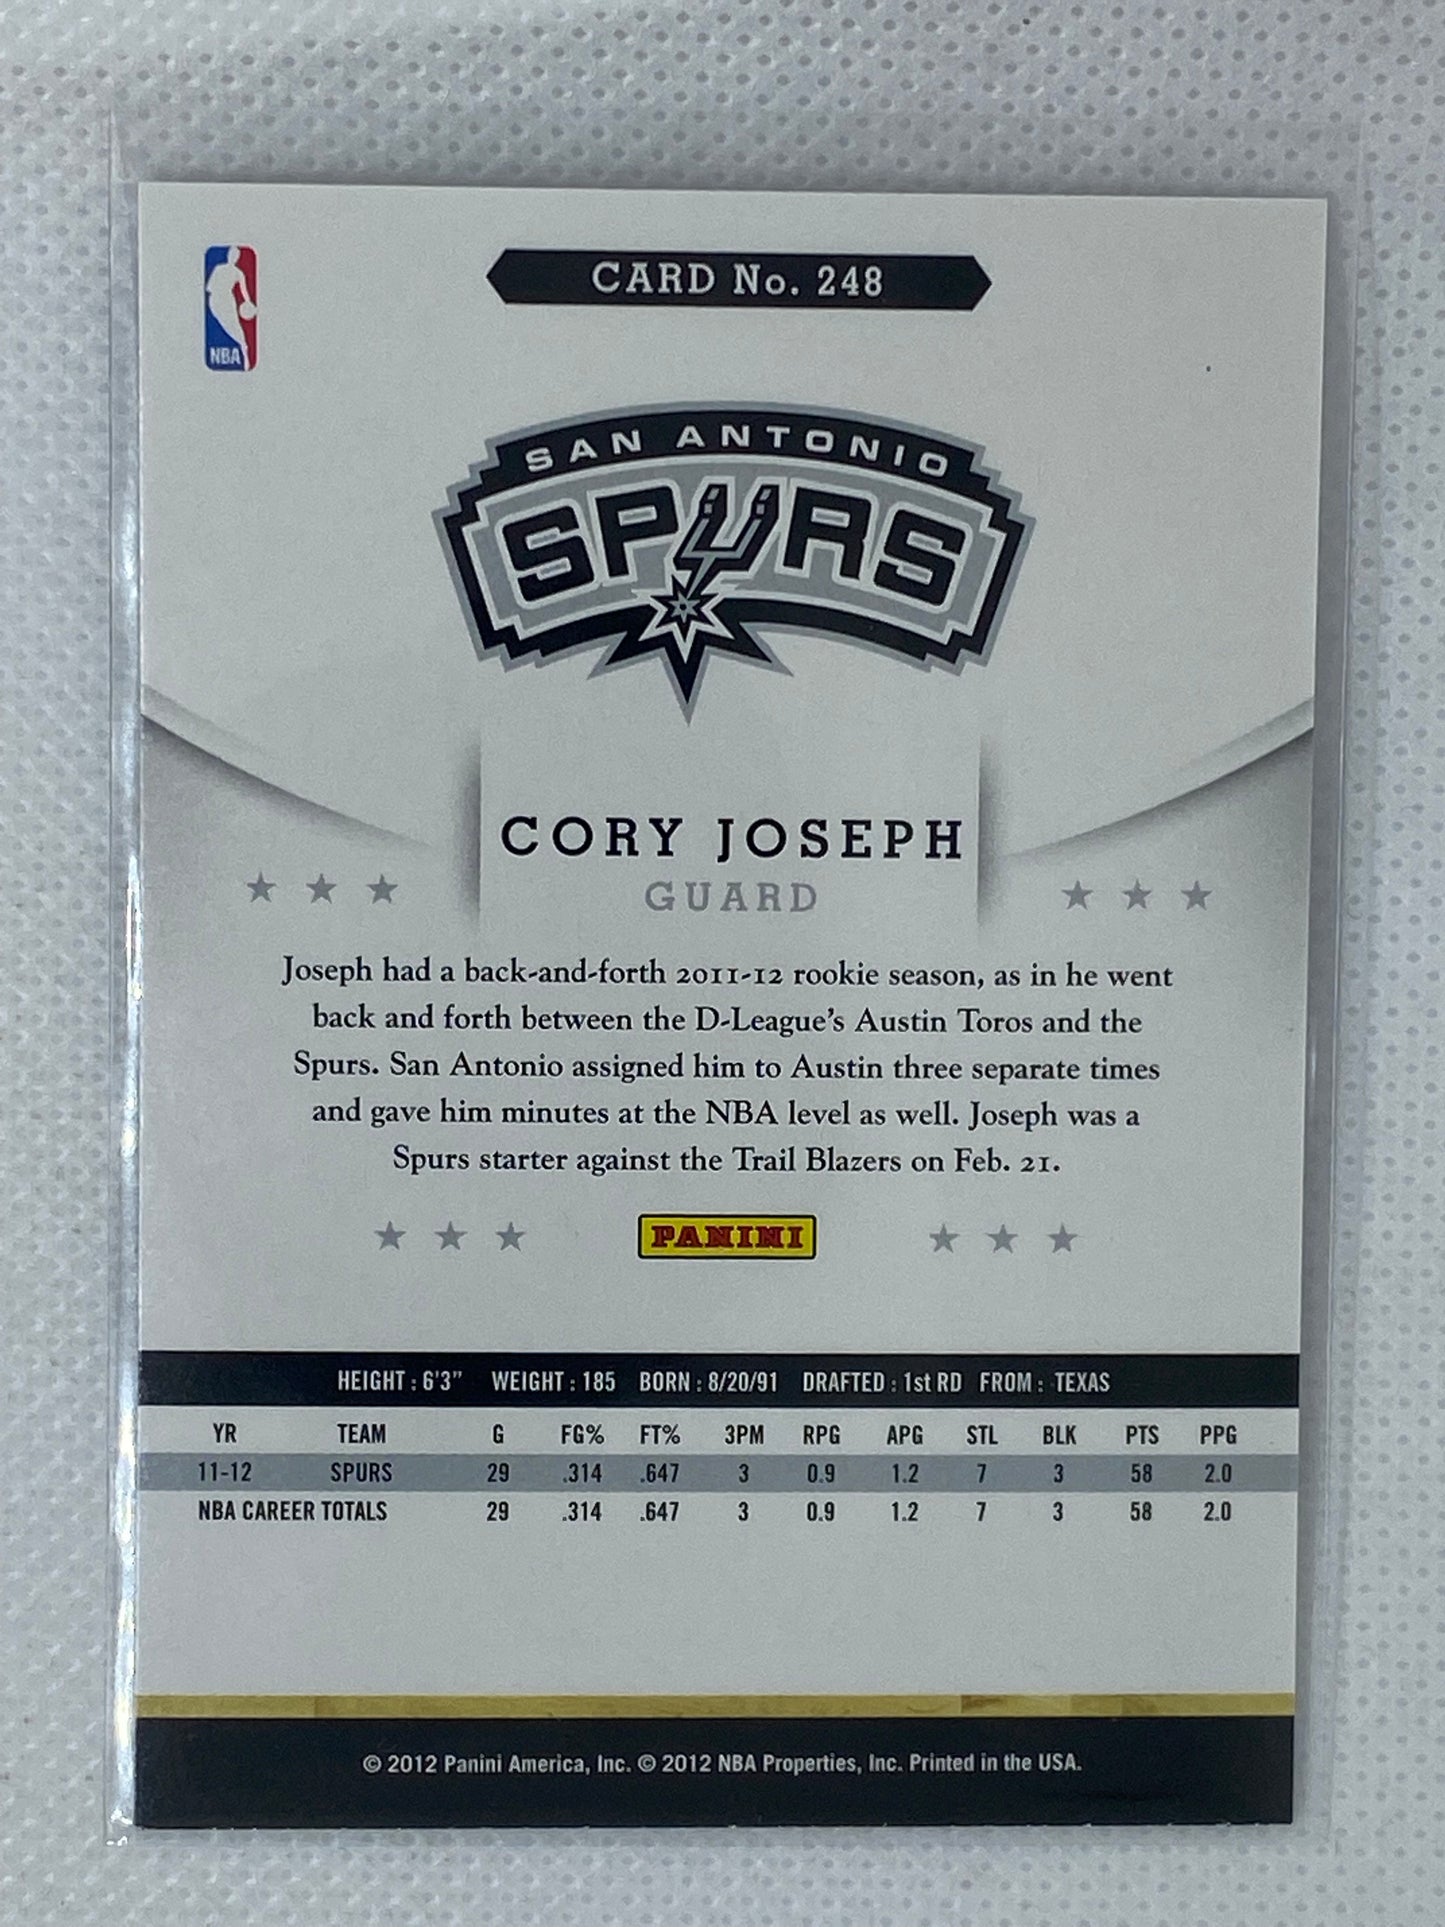 CARD No. 248
NBA
SAN ANTONIO
SPURS
CORY JOSEPH
GUARD
Joseph had a back-and-forth 2011-12 rookie season, as in he went
back and forth between the D-League's Austin Toros and the
Spurs. San Antonio assigned him to Austin three separate times
and gave him minutes at the NBA level as well. Joseph was a
Spurs starter against the Trail Blazers on Feb. 21.
PANINI
HEIGHT : 6'3" WEIGHT : 185 BORN : 8/20/91 DRAFTED : 1st RD FROM : TEXAS
YR TEAM G FG% FT% 3PM RPG APG STL BLK PTS PPG
11-12 SPURS 29 .314 .647 3 0.9 1.2 7 3 58 2.0
NBA CAREER TOTALS 29 .314 .647 3 0.9 1.2 7 3 58 2.0
© 2012 Panini America, Inc. © 2012 NBA Properties, Inc. Printed in the USA.